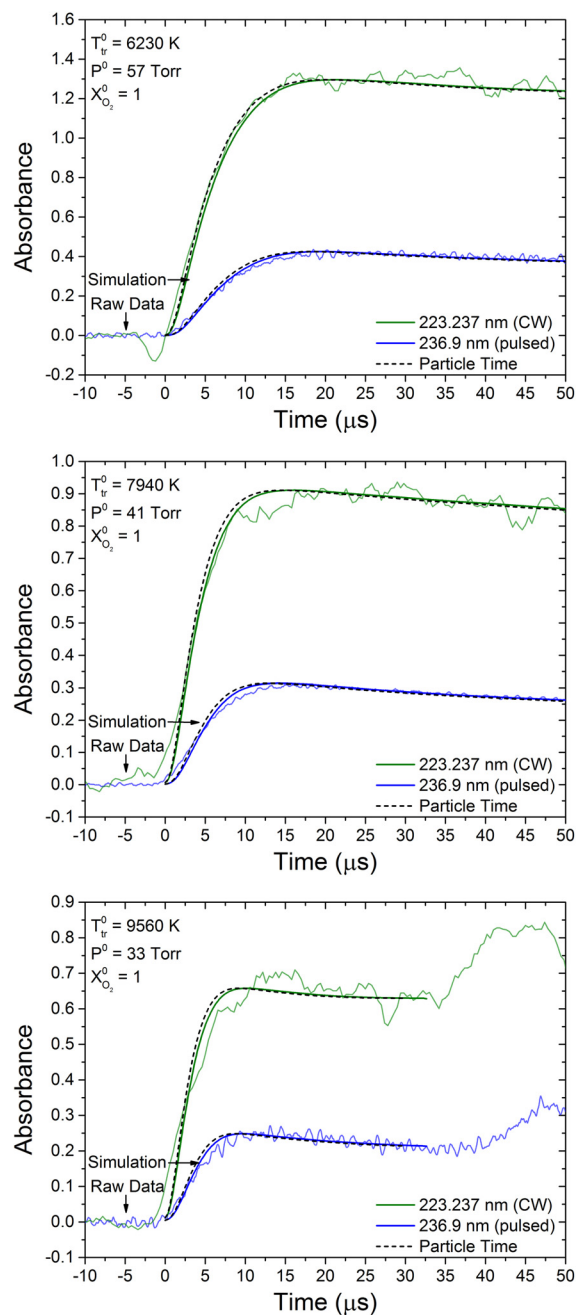 T⁰tr = 6230 K
P⁰ = 57 Torr
X⁰O₂ = 1
1.6
1.4
1.2
1.0
0.8
0.6
0.4
0.2
0.0
-0.2
Absorbance
Simulation
Raw Data
223.237 nm (CW)
236.9 nm (pulsed)
Particle Time
-10 -5 0 5 10 15 20 25 30 35 40 45 50
Time (μs)
T⁰tr = 7940 K
P⁰ = 41 Torr
X⁰O₂ = 1
1.0
0.9
0.8
0.7
0.6
0.5
0.4
0.3
0.2
0.1
0.0
-0.1
Absorbance
Simulation
Raw Data
223.237 nm (CW)
236.9 nm (pulsed)
Particle Time
-10 -5 0 5 10 15 20 25 30 35 40 45 50
Time (μs)
T⁰tr = 9560 K
P⁰ = 33 Torr
X⁰O₂ = 1
0.9
0.8
0.7
0.6
0.5
0.4
0.3
0.2
0.1
0.0
-0.1
Absorbance
Simulation
Raw Data
223.237 nm (CW)
236.9 nm (pulsed)
Particle Time
-10 -5 0 5 10 15 20 25 30 35 40 45 50
Time (μs)